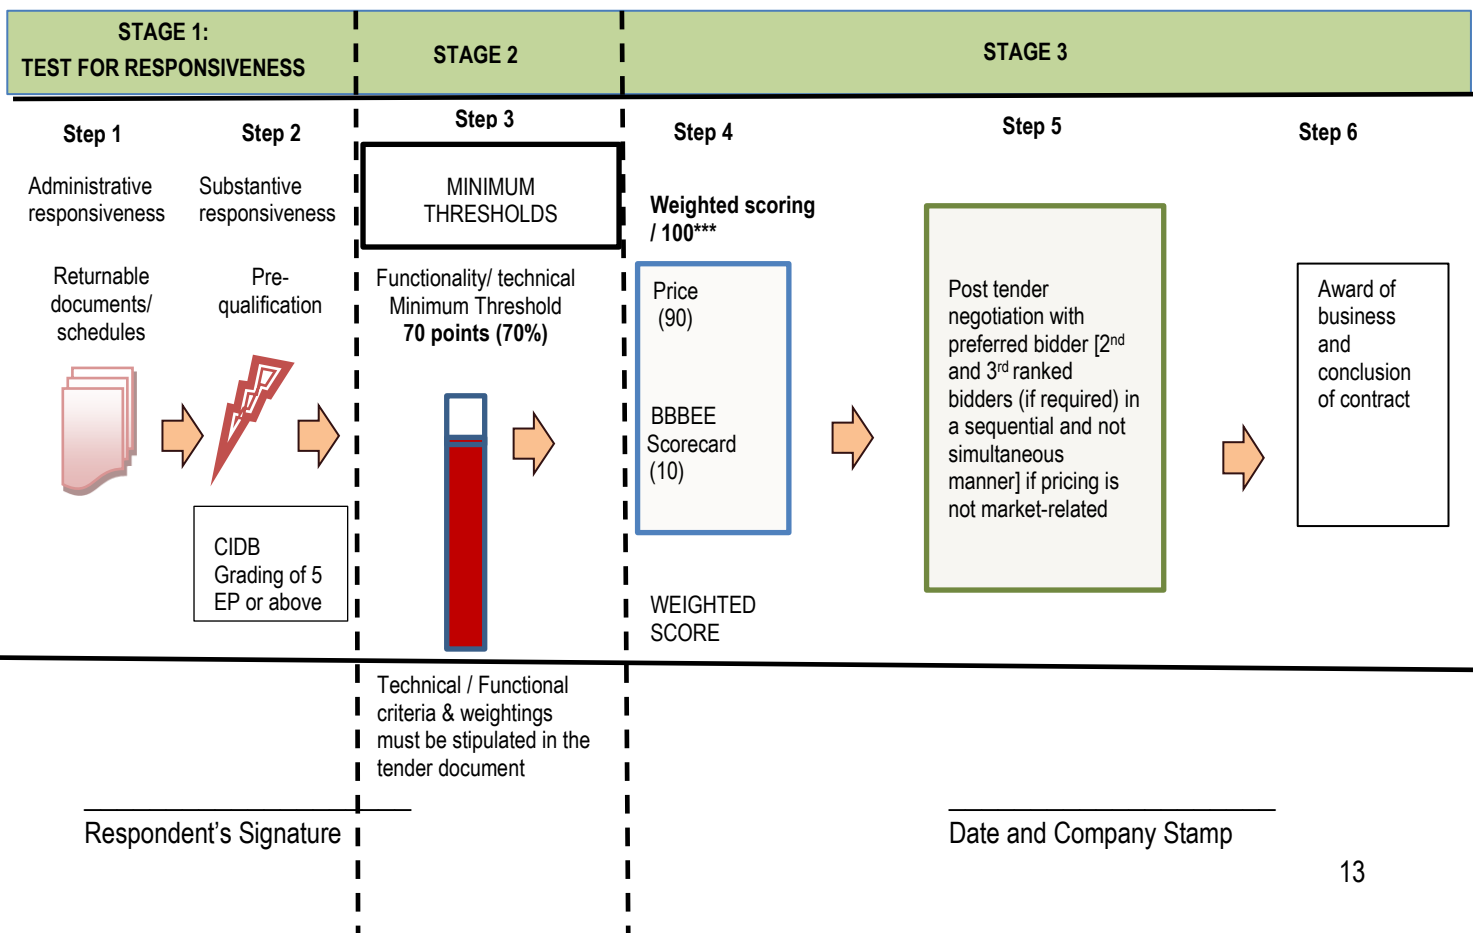 STAGE 1:
TEST FOR RESPONSIVENESS
STAGE 2
STAGE 3
Step 1
Step 2
Step 3
Step 4
Step 5
Step 6
Administrative
responsiveness
Substantive
responsiveness
MINIMUM
THRESHOLDS
Weighted scoring
/ 100***
Returnable
documents/
schedules
Pre-
qualification
Functionality/ technical
Minimum Threshold
70 points (70%)
Price
(90)
BBBEE
Scorecard
(10)
Post tender
negotiation with
preferred bidder [2nd
and 3rd ranked
bidders (if required) in
a sequential and not
simultaneous
manner] if pricing is
not market-related
Award of
business
and
conclusion
of contract
CIDB
Grading of 5
EP or above
WEIGHTED
SCORE
Technical / Functional
criteria & weightings
must be stipulated in the
tender document
Respondent's Signature
Date and Company Stamp
13